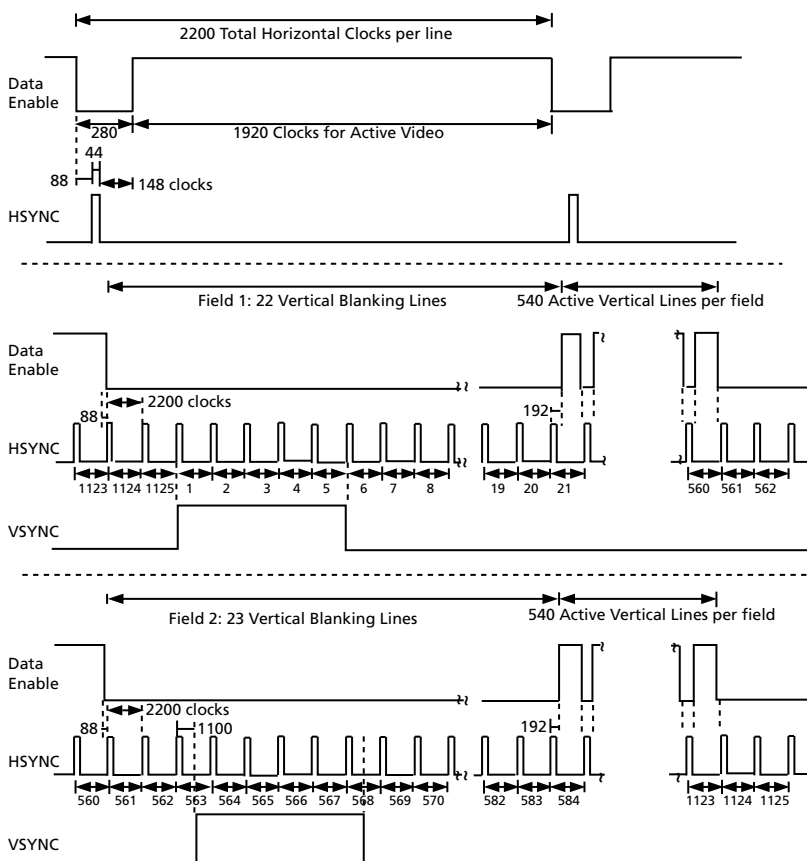 2200 Total Horizontal Clocks per line
Data
Enable
280
1920 Clocks for Active Video
44
88
148 clocks
HSYNC
Field 1: 22 Vertical Blanking Lines
540 Active Vertical Lines per field
Data
Enable
2200 clocks
88
192
HSYNC
1123 1124 1125 1 2 3 4 5 6 7 8 19 20 21 560 561 562
VSYNC
Field 2: 23 Vertical Blanking Lines
540 Active Vertical Lines per field
Data
Enable
2200 clocks
88
1100
192
HSYNC
560 561 562 563 564 565 566 567 568 569 570 582 583 584 1123 1124 1125
VSYNC